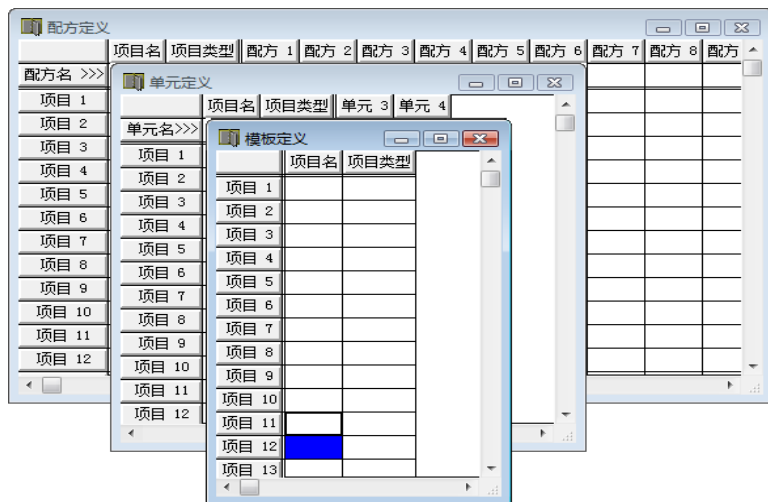 配方定义
项目名 项目类型 配方 1 配方 2 配方 3 配方 4 配方 5 配方 6 配方 7 配方 8 配方
配方名 >>>
项目 1
项目 2
项目 3
项目 4
项目 5
项目 6
项目 7
项目 8
项目 9
项目 10
项目 11
项目 12
单元定义
项目名 项目类型 单元 3 单元 4
单元名>>>
项目 1
项目 2
项目 3
项目 4
项目 5
项目 6
项目 7
项目 8
项目 9
项目 10
项目 11
项目 12
模板定义
项目名 项目类型
项目 1
项目 2
项目 3
项目 4
项目 5
项目 6
项目 7
项目 8
项目 9
项目 10
项目 11
项目 12
项目 13